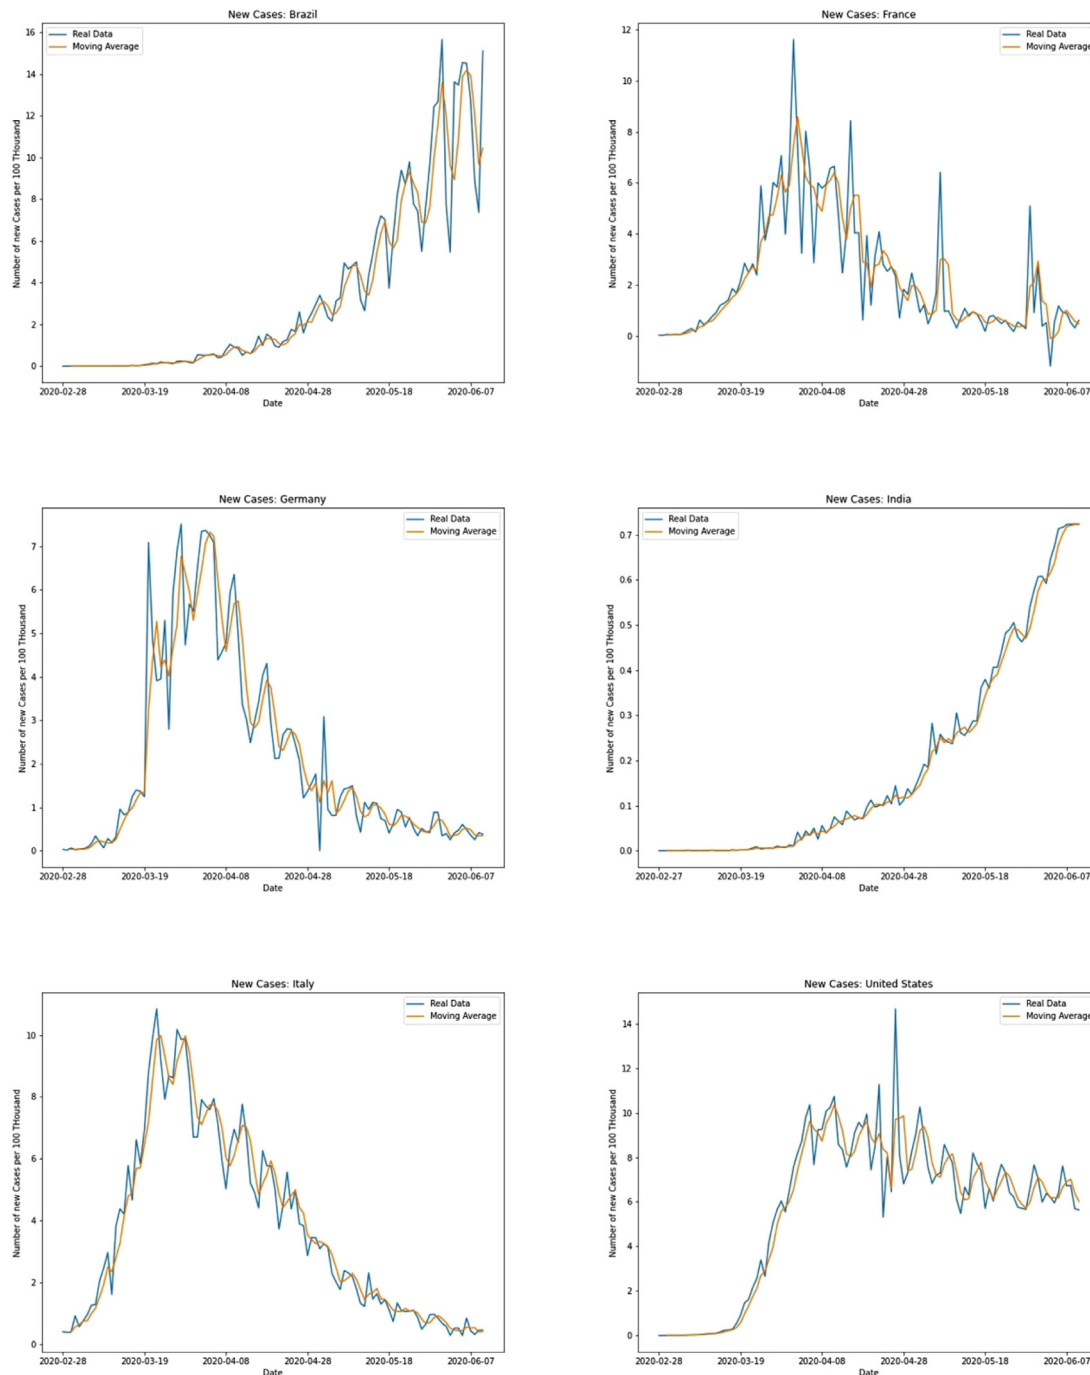 New Cases: Brazil
Real Data
Moving Average
Number of new Cases per 100 THousand
16
14
12
10
8
6
4
2
0
2020-02-28 2020-03-19 2020-04-08 2020-04-28 2020-05-18 2020-06-07
Date
New Cases: France
Real Data
Moving Average
Number of new Cases per 100 THousand
12
10
8
6
4
2
0
2020-02-28 2020-03-19 2020-04-08 2020-04-28 2020-05-18 2020-06-07
Date
New Cases: Germany
Real Data
Moving Average
Number of new Cases per 100 THousand
7
6
5
4
3
2
1
0
2020-02-28 2020-03-19 2020-04-08 2020-04-28 2020-05-18 2020-06-07
Date
New Cases: India
Real Data
Moving Average
Number of new Cases per 100 THousand
0.7
0.6
0.5
0.4
0.3
0.2
0.1
0.0
2020-02-27 2020-03-19 2020-04-08 2020-04-28 2020-05-18 2020-06-07
Date
New Cases: Italy
Real Data
Moving Average
Number of new Cases per 100 THousand
10
8
6
4
2
0
2020-02-28 2020-03-19 2020-04-08 2020-04-28 2020-05-18 2020-06-07
Date
New Cases: United States
Real Data
Moving Average
Number of new Cases per 100 THousand
14
12
10
8
6
4
2
0
2020-02-28 2020-03-19 2020-04-08 2020-04-28 2020-05-18 2020-06-07
Date